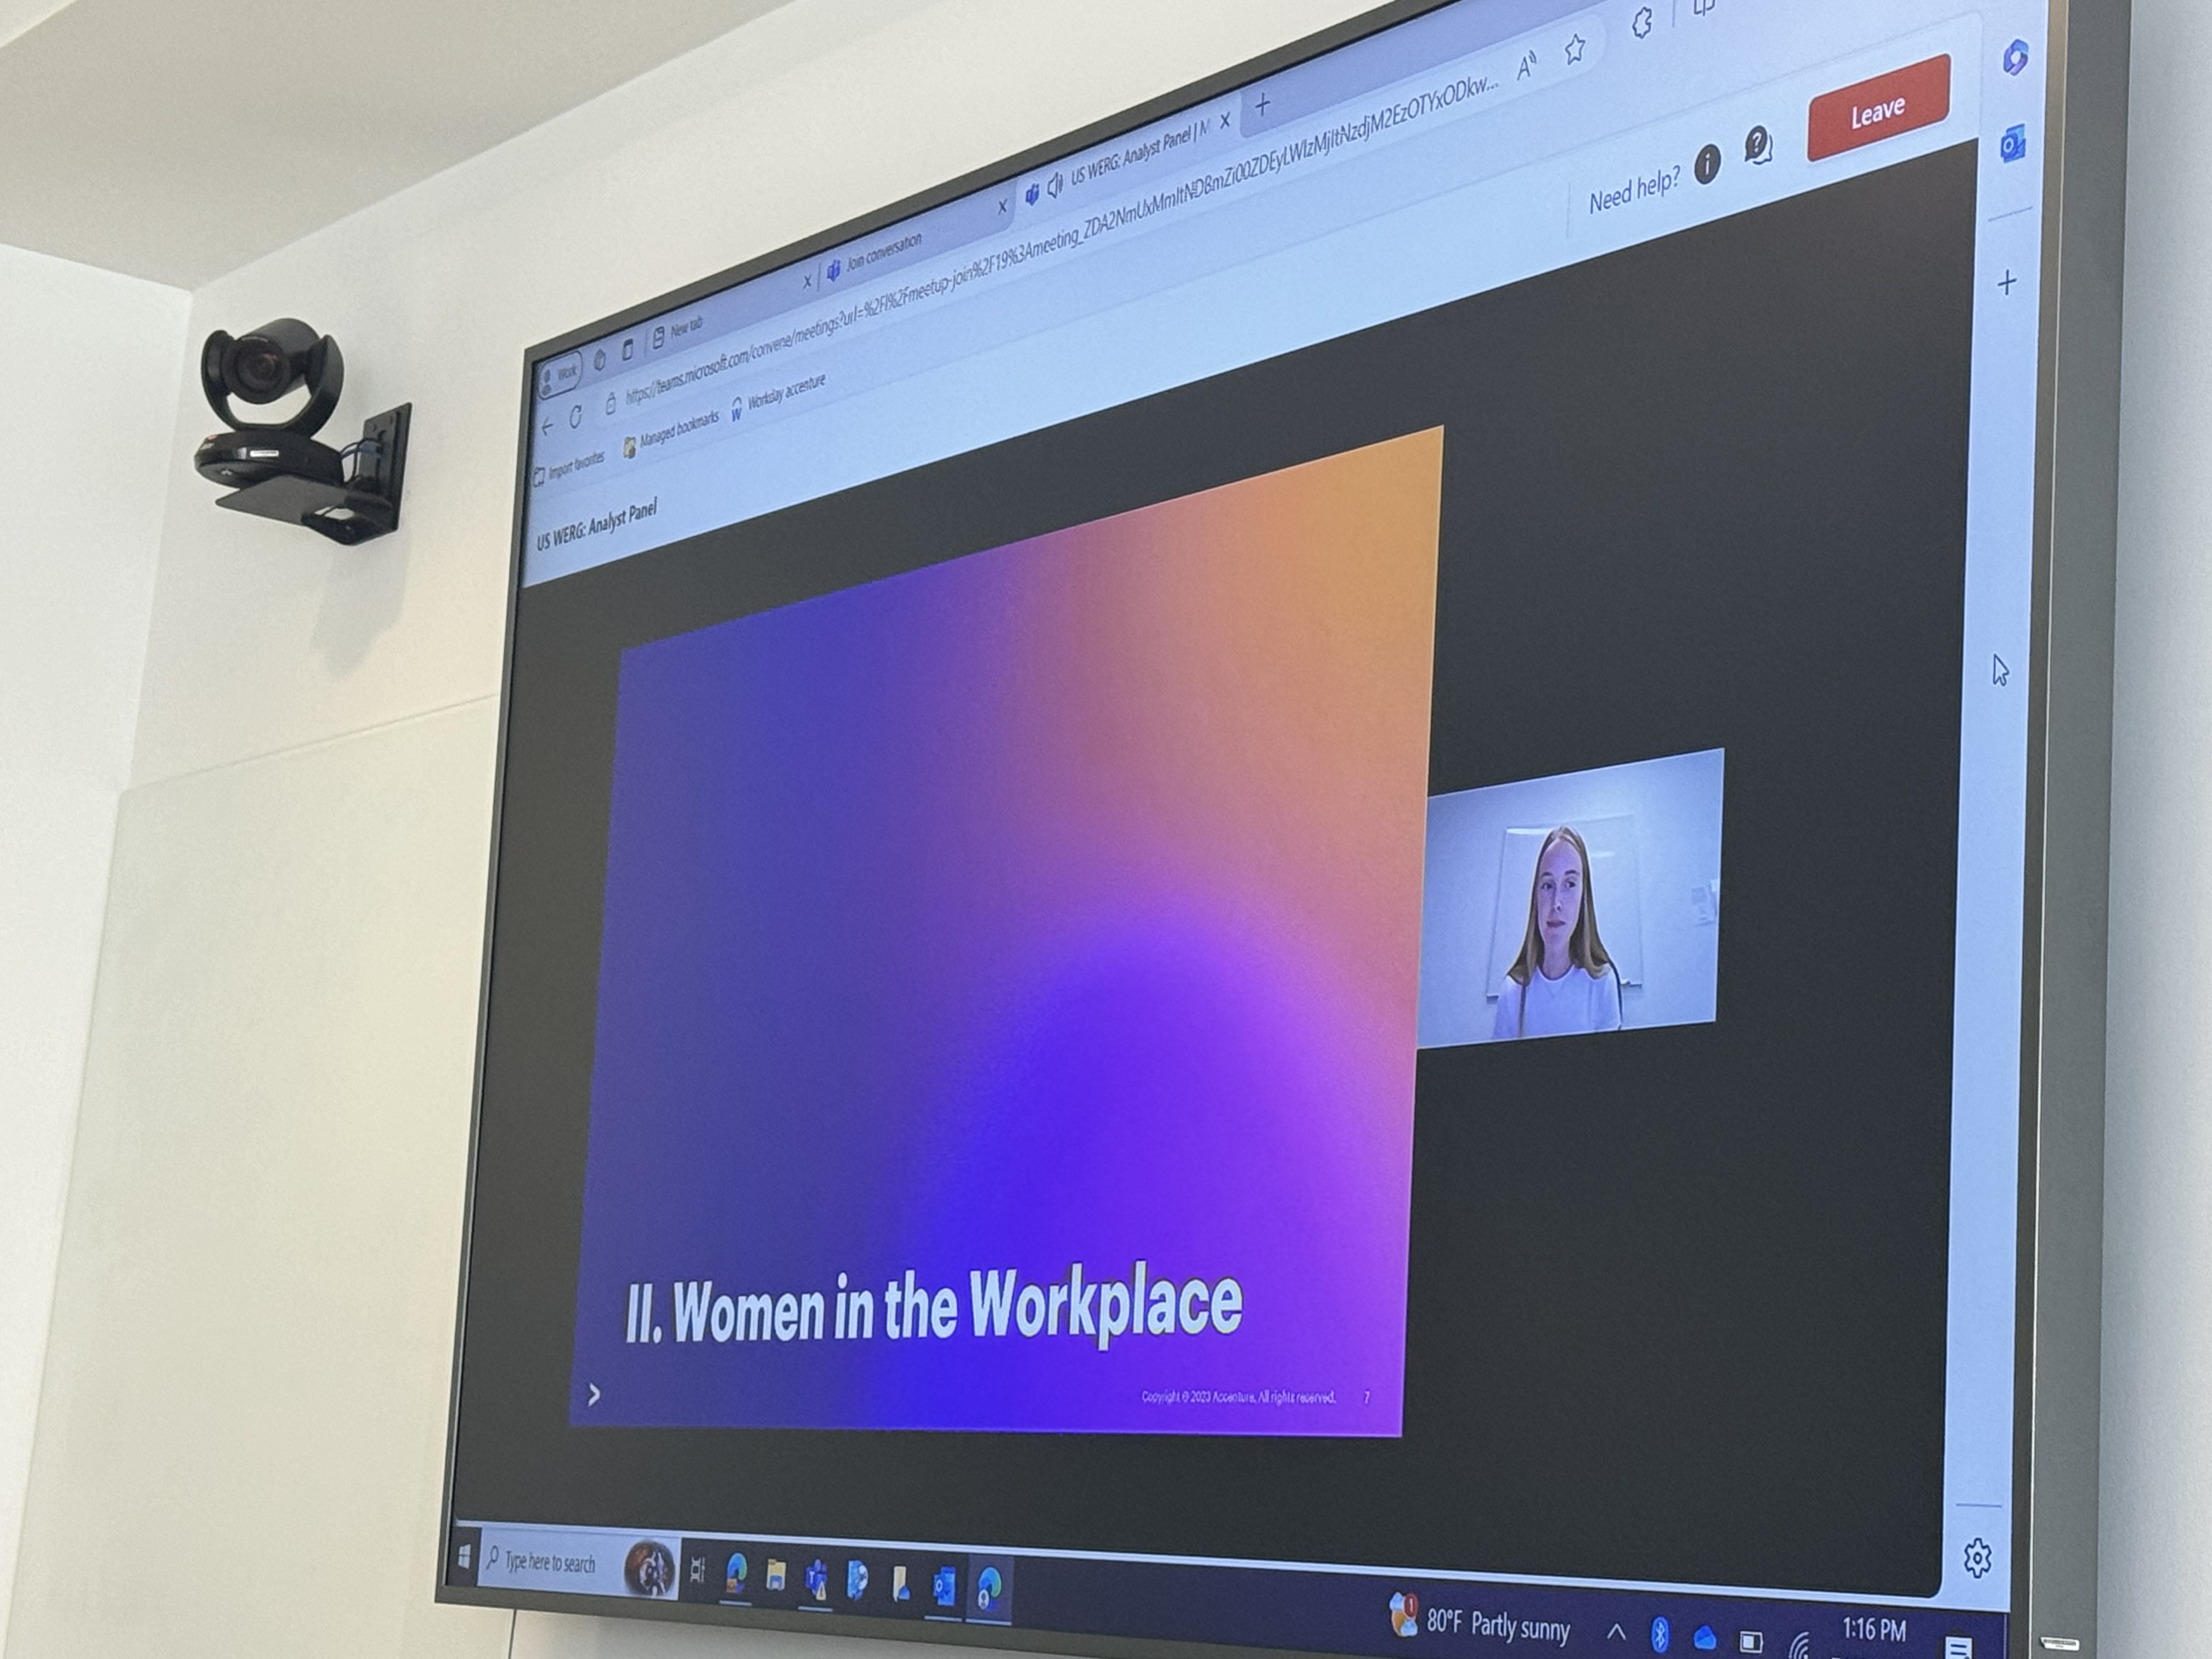 Work
New tab
Join conversation
US WERG: Analyst Panel | M
https://teams.microsoft.com/convene/meetings?url=%2Fl%2Fmeetup-join%2F19%3Ameeting_
Import favorites
Managed bookmarks
Workday accenture
Need help?
Leave
US WERG: Analyst Panel
II. Women in the Workplace
Copyright © 2023 Accenture. All rights reserved.
7
Type here to search
80°F Partly sunny
1:16 PM